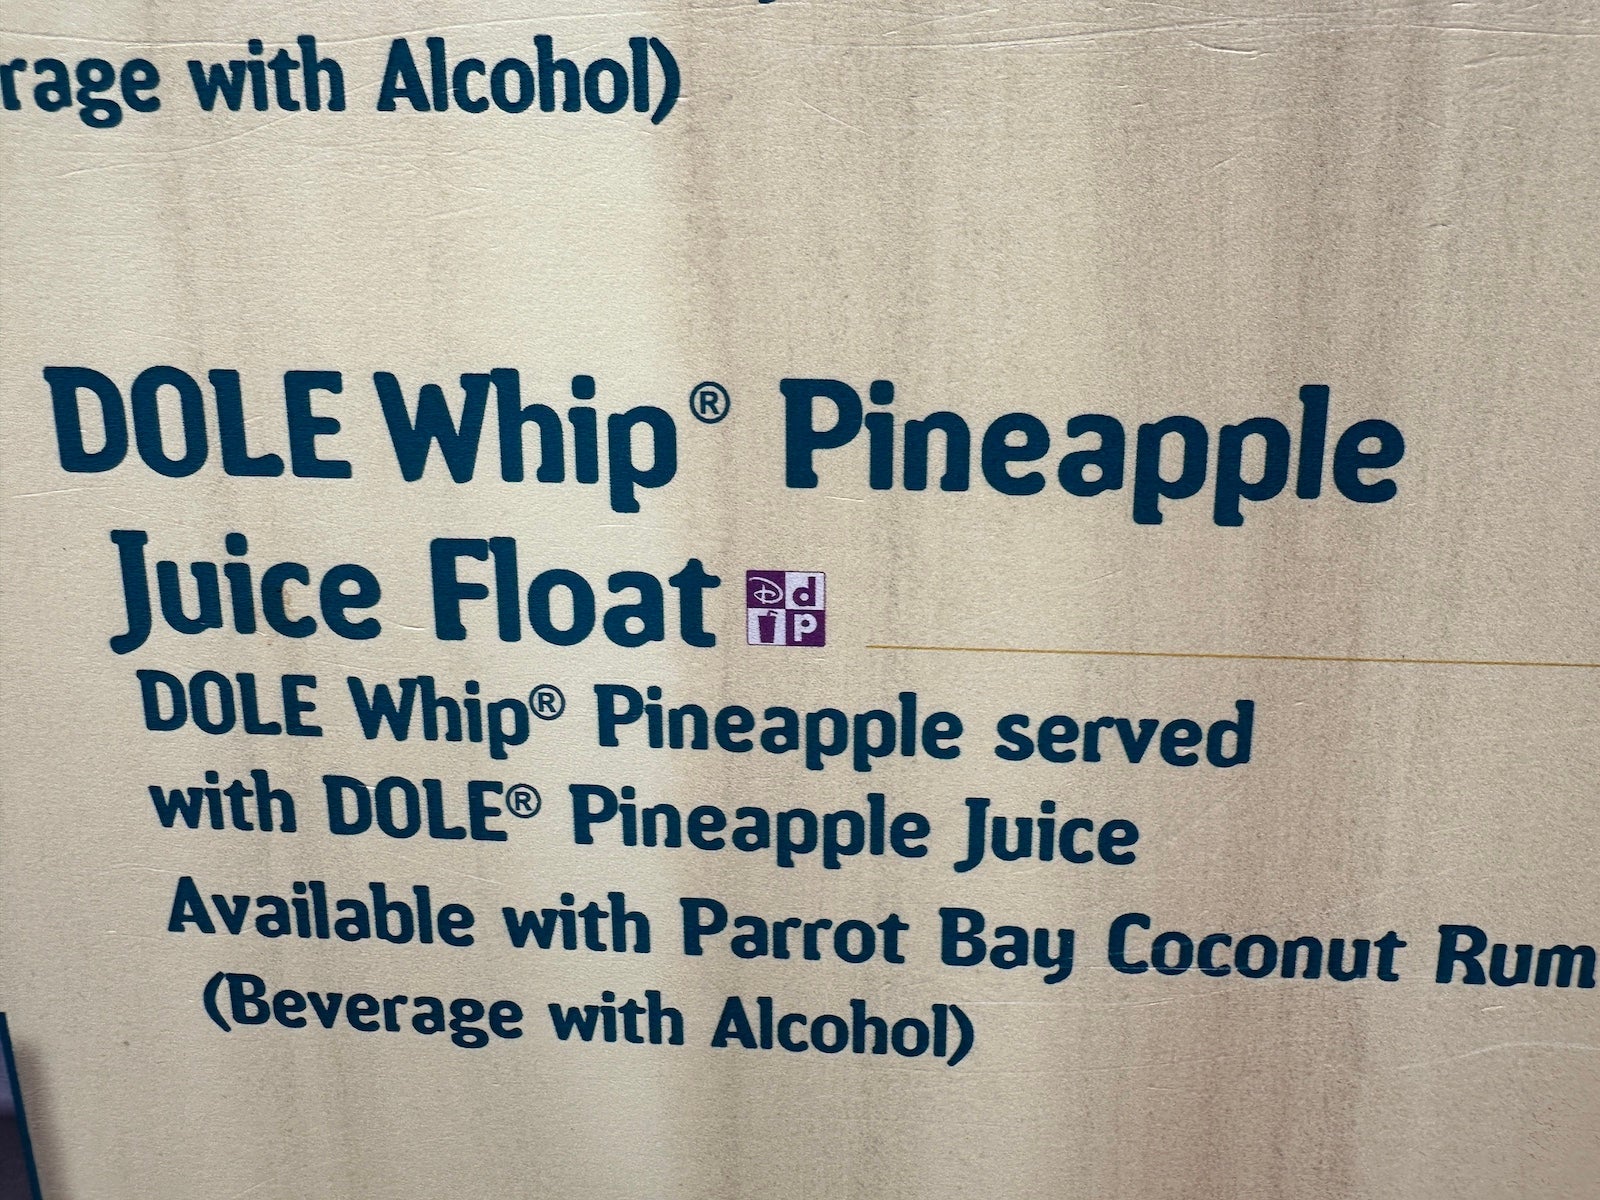 rage with Alcohol)
DOLE Whip® Pineapple
Juice Float D d p
DOLE Whip® Pineapple served
with DOLE® Pineapple Juice
Available with Parrot Bay Coconut Rum
(Beverage with Alcohol)